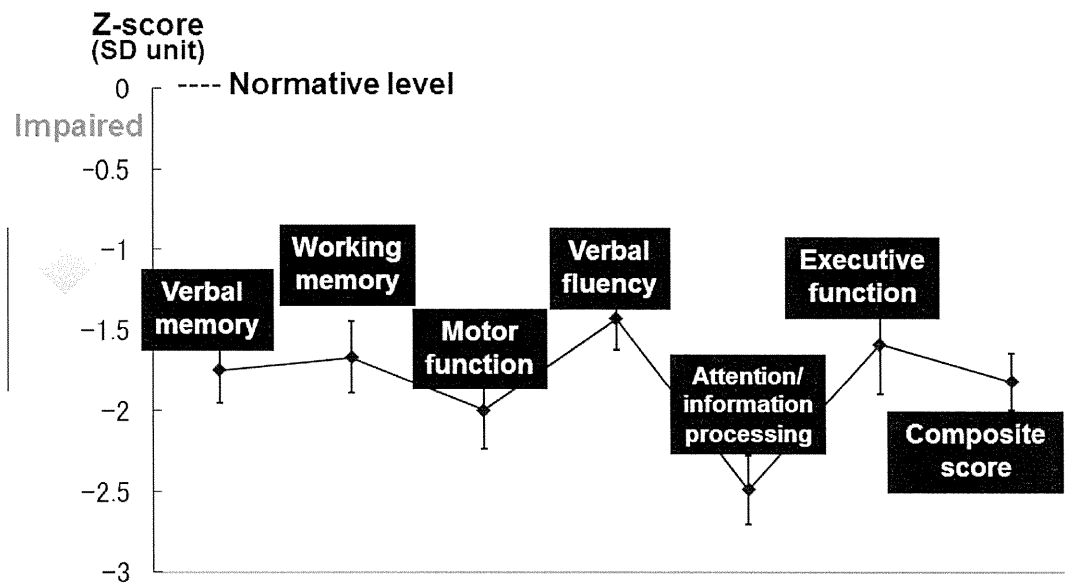 Z-score
(SD unit)
0
---- Normative level
Impaired
−0.5
−1
−1.5
−2
−2.5
−3
Verbal
memory
Working
memory
Motor
function
Verbal
fluency
Attention/
information
processing
Executive
function
Composite
score